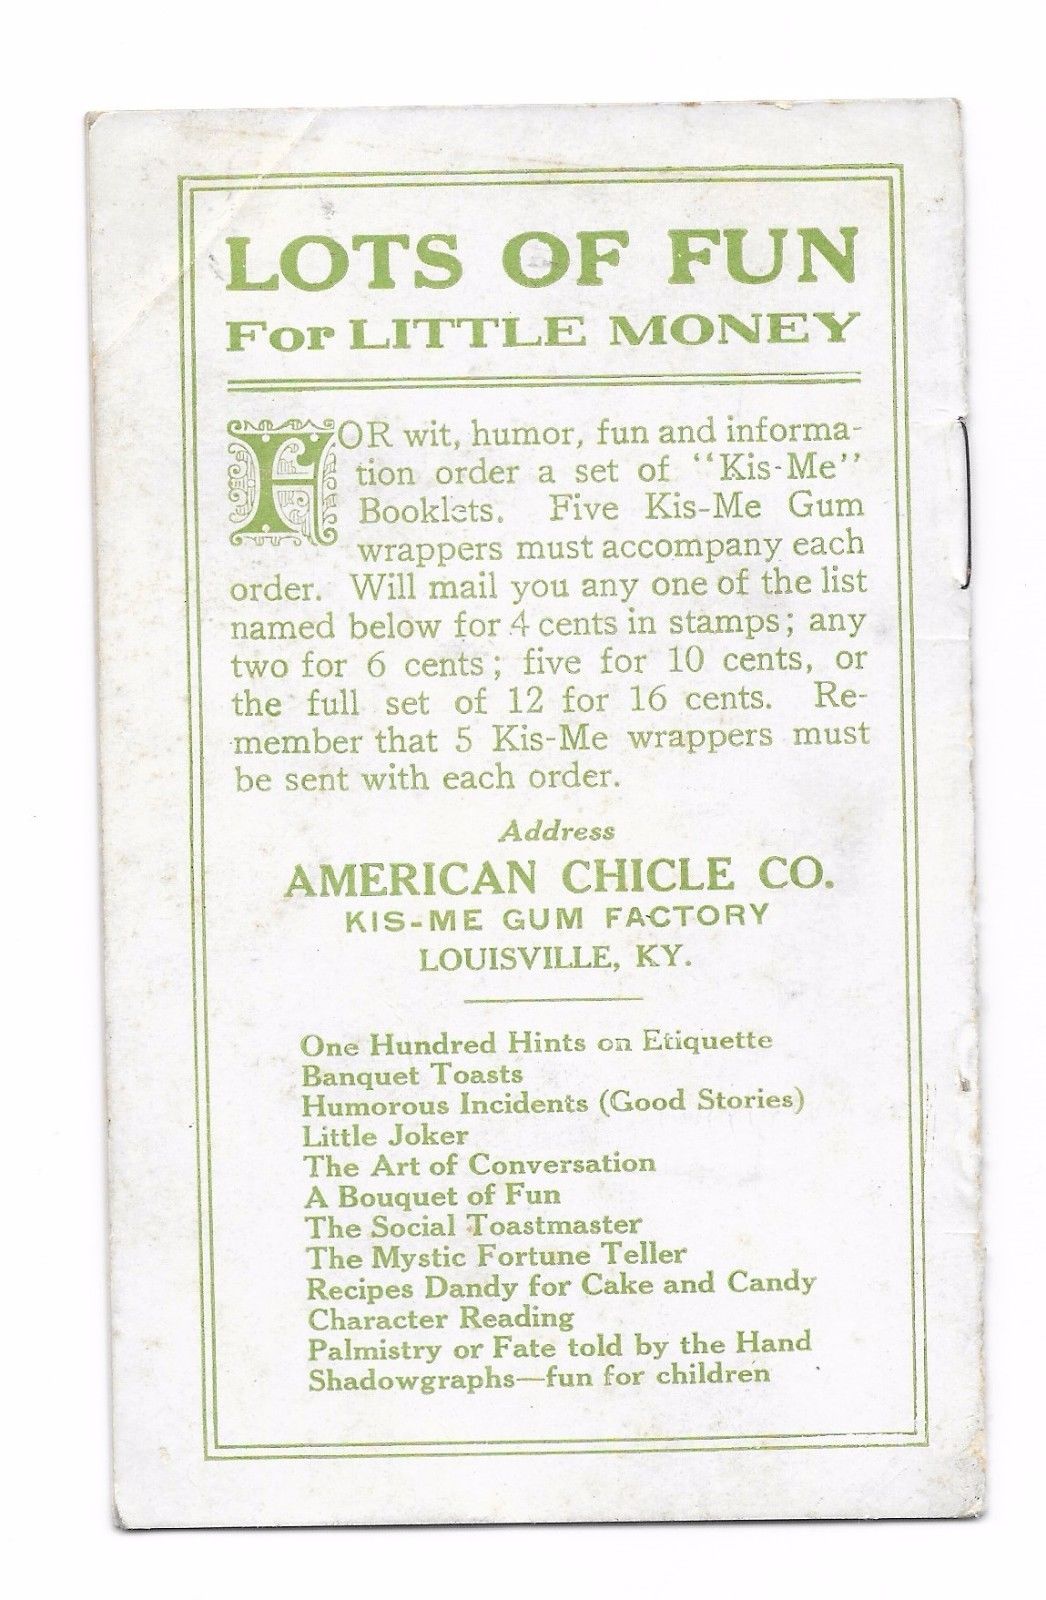 LOTS OF FUN
For LITTLE MONEY
FOR wit, humor, fun and informa-
tion order a set of "Kis-Me"
Booklets. Five Kis-Me Gum
wrappers must accompany each
order. Will mail you any one of the list
named below for 4 cents in stamps; any
two for 6 cents; five for 10 cents, or
the full set of 12 for 16 cents. Re-
member that 5 Kis-Me wrappers must
be sent with each order.
Address
AMERICAN CHICLE CO.
KIS-ME GUM FACTORY
LOUISVILLE, KY.
One Hundred Hints on Etiquette
Banquet Toasts
Humorous Incidents (Good Stories)
Little Joker
The Art of Conversation
A Bouquet of Fun
The Social Toastmaster
The Mystic Fortune Teller
Recipes Dandy for Cake and Candy
Character Reading
Palmistry or Fate told by the Hand
Shadowgraphs—fun for children